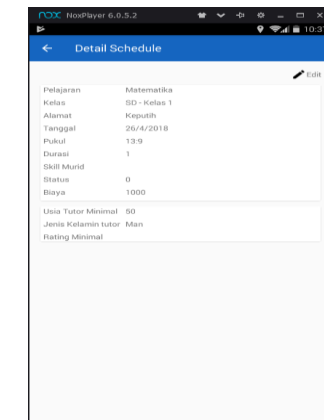 nox NoxPlayer 6.0.5.2
10:37
Detail Schedule
Edit
Pelajaran Matematika
Kelas SD - Kelas 1
Alamat Keputih
Tanggal 26/4/2018
Pukul 13:9
Durasi 1
Skill Murid
Status 0
Biaya 1000
Usia Tutor Minimal 50
Jenis Kelamin tutor Man
Rating Minimal